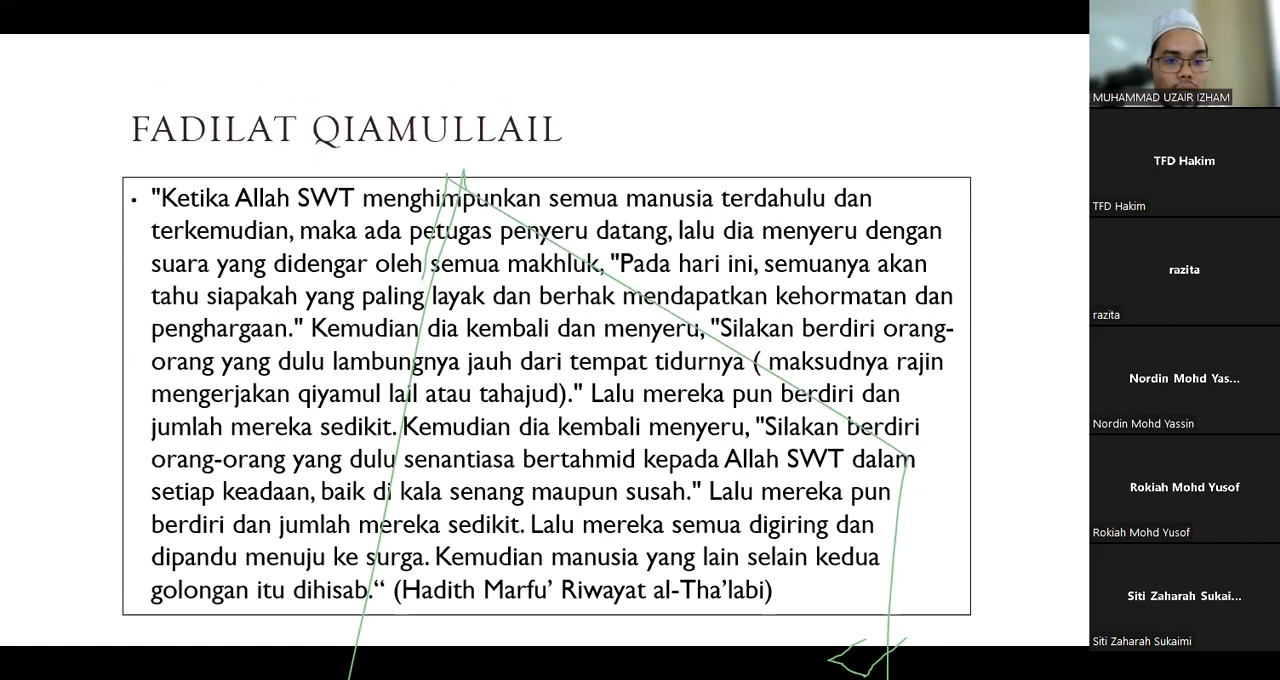 FADILAT QIAMULLAIL
• "Ketika Allah SWT menghimpunkan semua manusia terdahulu dan
terkemudian, maka ada petugas penyeru datang, lalu dia menyeru dengan
suara yang didengar oleh semua makhluk, "Pada hari ini, semuanya akan
tahu siapakah yang paling layak dan berhak mendapatkan kehormatan dan
penghargaan." Kemudian dia kembali dan menyeru, "Silakan berdiri orang-
orang yang dulu lambungnya jauh dari tempat tidurnya ( maksudnya rajin
mengerjakan qiyamul lail atau tahajud)." Lalu mereka pun berdiri dan
jumlah mereka sedikit. Kemudian dia kembali menyeru, "Silakan berdiri
orang-orang yang dulu senantiasa bertahmid kepada Allah SWT dalam
setiap keadaan, baik di kala senang maupun susah." Lalu mereka pun
berdiri dan jumlah mereka sedikit. Lalu mereka semua digiring dan
dipandu menuju ke surga. Kemudian manusia yang lain selain kedua
golongan itu dihisab.“ (Hadith Marfu’ Riwayat al-Tha’labi)
MUHAMMAD UZAIR IZHAM
TFD Hakim
TFD Hakim
razita
razita
Nordin Mohd Yas...
Nordin Mohd Yassin
Rokiah Mohd Yusof
Rokiah Mohd Yusof
Siti Zaharah Sukai...
Siti Zaharah Sukaimi